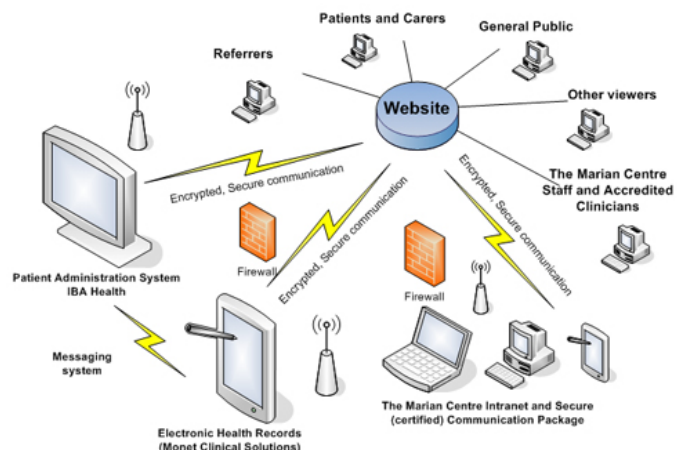 Patients and Carers
General Public
Referrers
Website
Other viewers
The Marian Centre
Staff and Accredited
Clinicians
Encrypted, Secure communication
Encrypted, Secure communication
Encrypted, Secure communication
Firewall
Firewall
Patient Administration System
IBA Health
Messaging
system
The Marian Centre Intranet and Secure
(certified) Communication Package
Electronic Health Records
(Monet Clinical Solutions)